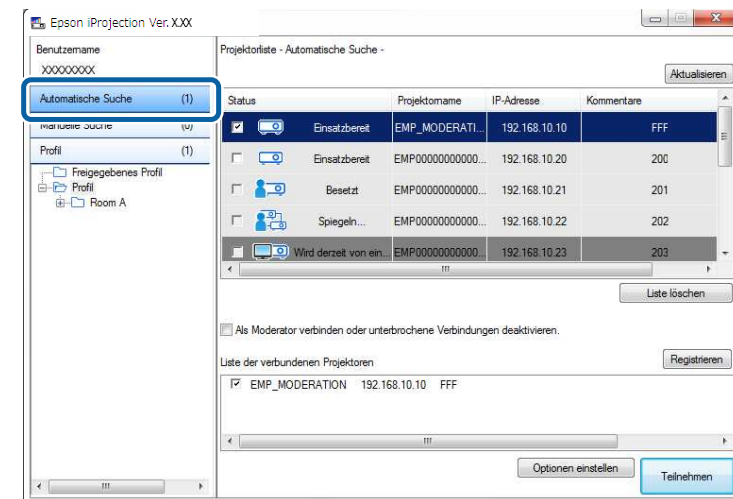 Epson iProjection Ver. X.XX
Benutzername
XXXXXXXX
Automatische Suche (1)
Manuelle Suche (0)
Profil (1)
Freigegebenes Profil
Profil
Room A
Projektorliste - Automatische Suche -
Aktualisieren
Status Projektorname IP-Adresse Kommentare
Einsatzbereit EMP_MODERATI... 192.168.10.10 FFF
Einsatzbereit EMP00000000000... 192.168.10.20 200
Besetzt EMP00000000000... 192.168.10.21 201
Spiegeln... EMP00000000000... 192.168.10.22 202
Wird derzeit von ein... EMP00000000000... 192.168.10.23 203
Liste löschen
Als Moderator verbinden oder unterbrochene Verbindungen deaktivieren.
Liste der verbundenen Projektoren
Registrieren
EMP_MODERATION 192.168.10.10 FFF
Optionen einstellen
Teilnehmen